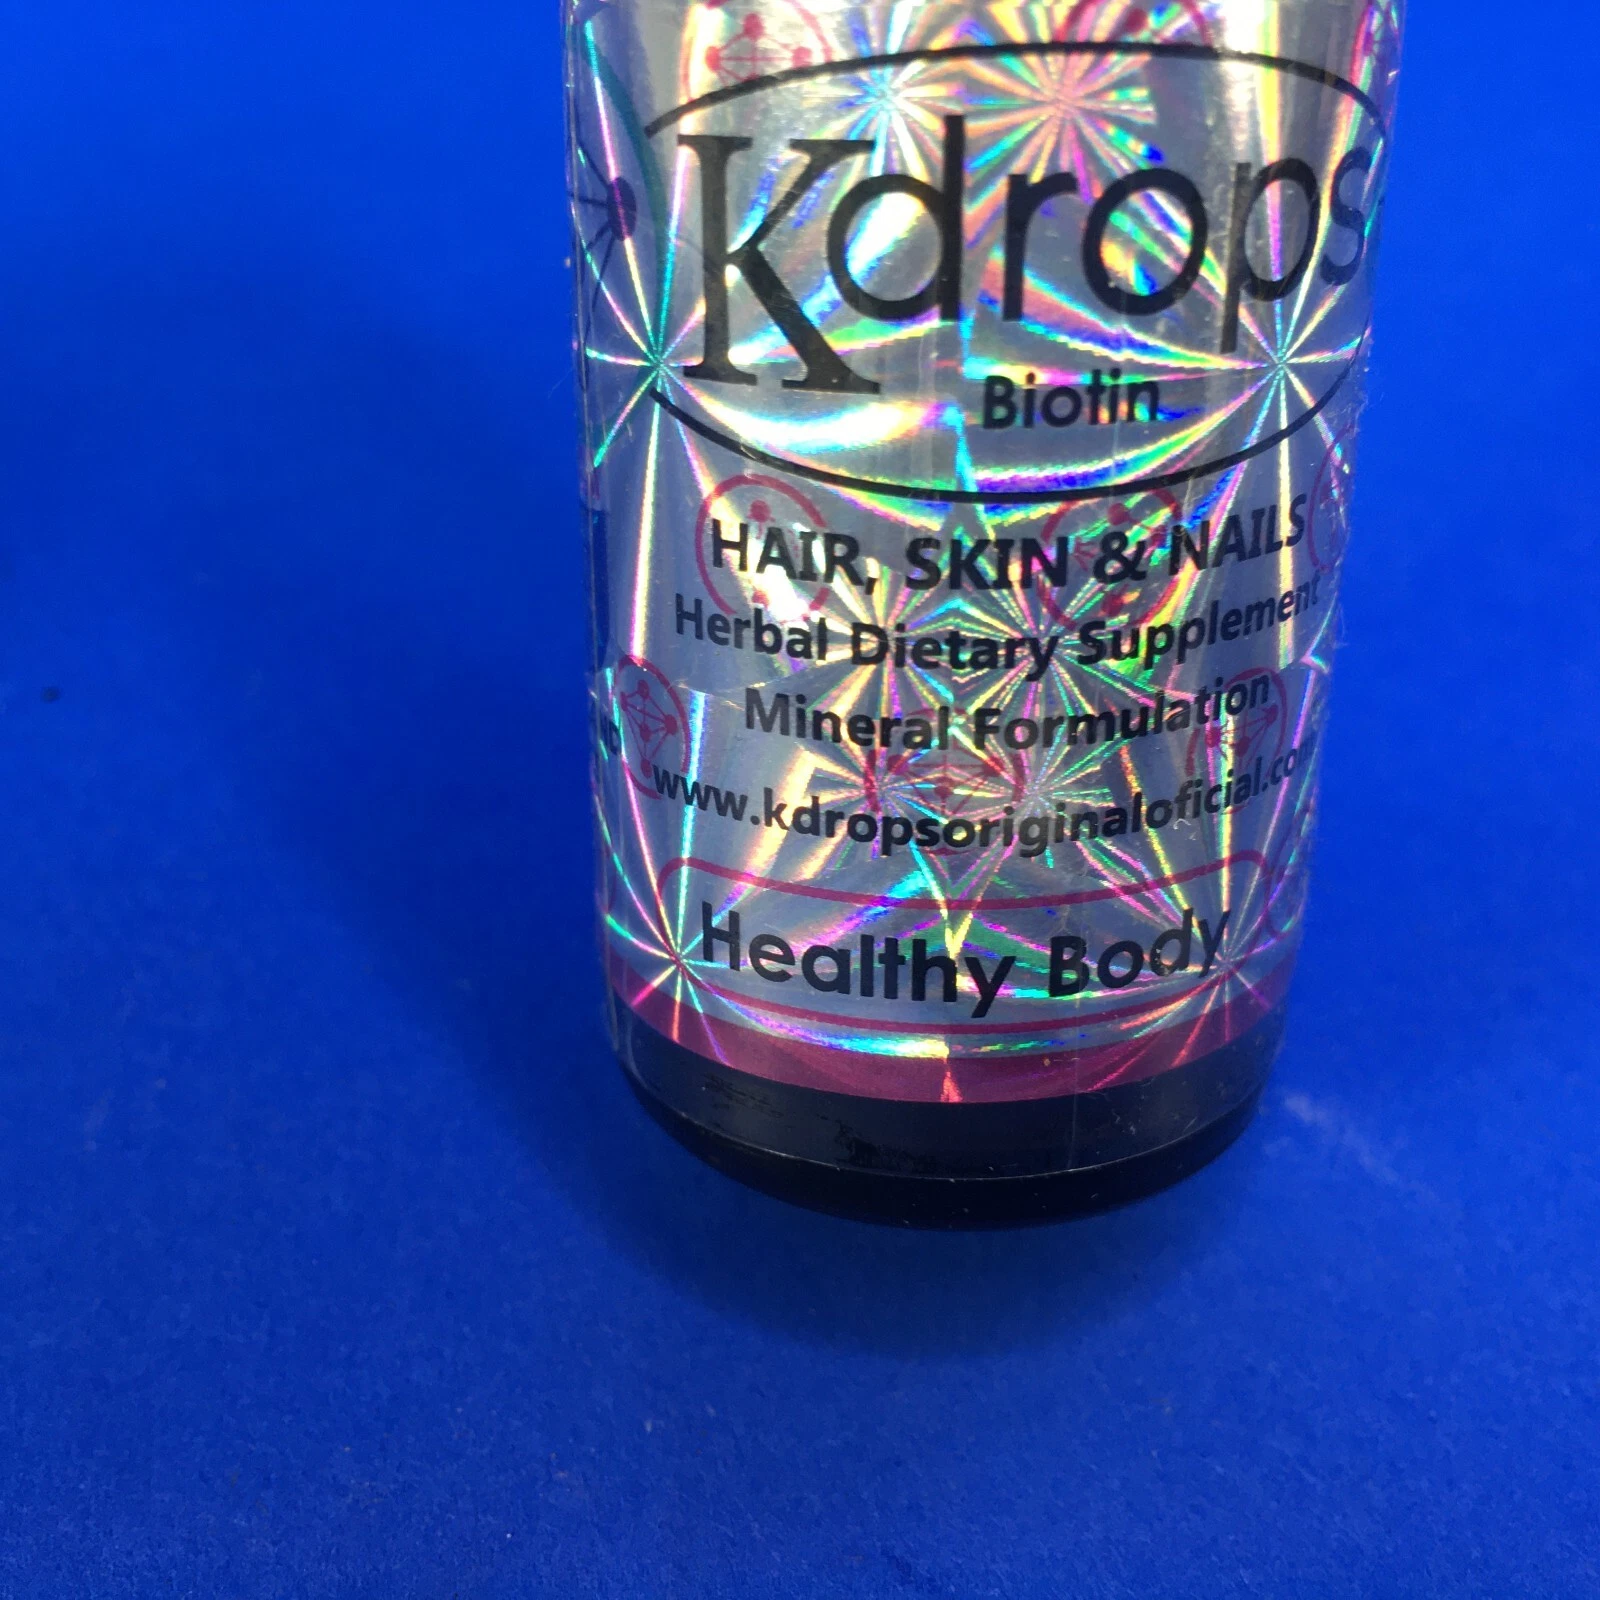 Kdrops
Biotin
HAIR, SKIN & NAILS
Herbal Dietary Supplement
Mineral Formulation
www.kdropsoriginaloficial.com
Healthy Body